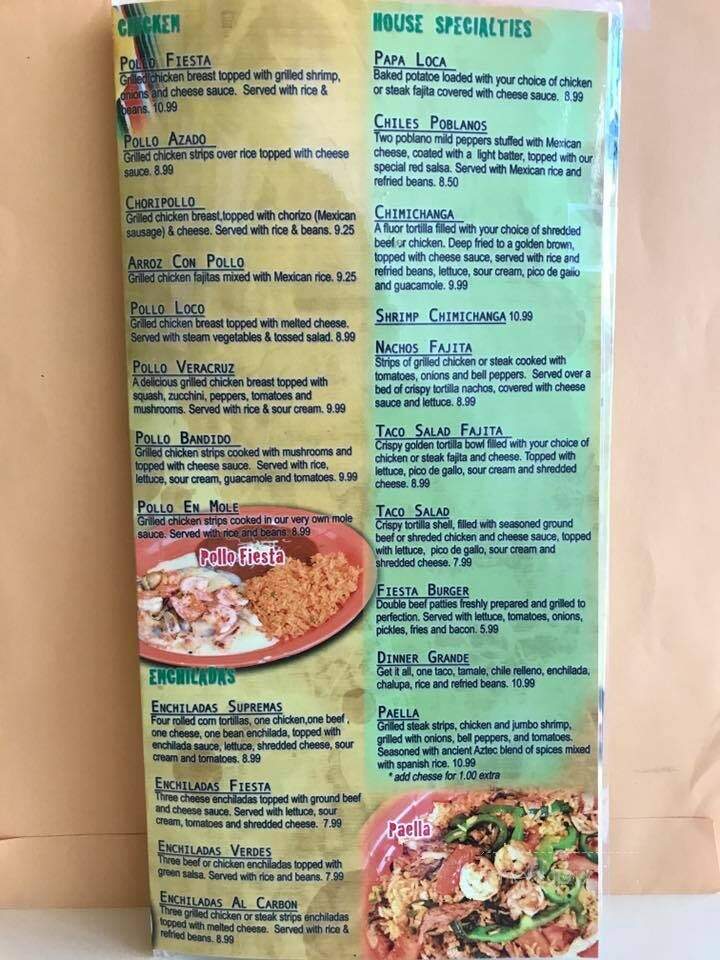 CHICKEN
POLLO FIESTA
Grilled chicken breast topped with grilled shrimp,
onions and cheese sauce. Served with rice &
beans. 10.99
POLLO AZADO
Grilled chicken strips over rice topped with cheese
sauce. 8.99
CHORIPOLLO
Grilled chicken breast,topped with chorizo (Mexican
sausage) & cheese. Served with rice & beans. 9.25
ARROZ CON POLLO
Grilled chicken fajitas mixed with Mexican rice. 9.25
POLLO LOCO
Grilled chicken breast topped with melted cheese.
Served with steam vegetables & tossed salad. 8.99
POLLO VERACRUZ
A delicious grilled chicken breast topped with
squash, zucchini, peppers, tomatoes and
mushrooms. Served with rice & sour cream. 9.99
POLLO BANDIDO
Grilled chicken strips cooked with mushrooms and
topped with cheese sauce. Served with rice,
lettuce, sour cream, guacamole and tomatoes. 9.99
POLLO EN MOLE
Grilled chicken strips cooked in our very own mole
sauce. Served with rice and beans. 8.99
Pollo Fiesta
ENCHILADAS
ENCHILADAS SUPREMAS
Four rolled corn tortillas, one chicken,one beef ,
one cheese, one bean enchilada, topped with
enchilada sauce, lettuce, shredded cheese, sour
cream and tomatoes. 8.99
ENCHILADAS FIESTA
Three cheese enchiladas topped with ground beef
and cheese sauce. Served with lettuce, sour
cream, tomatoes and shredded cheese. 7.99
ENCHILADAS VERDES
Three beef or chicken enchiladas topped with
green salsa. Served with rice and beans. 7.99
ENCHILADAS AL CARBON
Three grilled chicken or steak strips enchiladas
topped with melted cheese. Served with rice &
refried beans. 8.99
HOUSE SPECIALTIES
PAPA LOCA
Baked potatoe loaded with your choice of chicken
or steak fajita covered with cheese sauce. 8.99
CHILES POBLANOS
Two poblano mild peppers stuffed with Mexican
cheese, coated with a light batter, topped with our
special red salsa. Served with Mexican rice and
refried beans. 8.50
CHIMICHANGA
A fluor tortilla filled with your choice of shredded
beef or chicken. Deep fried to a golden brown,
topped with cheese sauce, served with rice and
refried beans, lettuce, sour cream, pico de gallo
and guacamole. 9.99
SHRIMP CHIMICHANGA 10.99
NACHOS FAJITA
Strips of grilled chicken or steak cooked with
tomatoes, onions and bell peppers. Served over a
bed of crispy tortilla nachos, covered with cheese
sauce and lettuce. 8.99
TACO SALAD FAJITA
Crispy golden tortilla bowl filled with your choice of
chicken or steak fajita and cheese. Topped with
lettuce, pico de gallo, sour cream and shredded
cheese. 8.99
TACO SALAD
Crispy tortilla shell, filled with seasoned ground
beef or shreded chicken and cheese sauce, topped
with lettuce, pico de gallo, sour cream and
shredded cheese. 7.99
FIESTA BURGER
Double beef patties freshly prepared and grilled to
perfection. Served with lettuce, tomatoes, onions,
pickles, fries and bacon. 5.99
DINNER GRANDE
Get it all, one taco, tamale, chile relleno, enchilada,
chalupa, rice and refried beans. 10.99
PAELLA
Grilled steak strips, chicken and jumbo shrimp,
grilled with onions, bell peppers, and tomatoes.
Seasoned with ancient Aztec blend of spices mixed
with spanish rice. 10.99
* add chesse for 1.00 extra
Paella